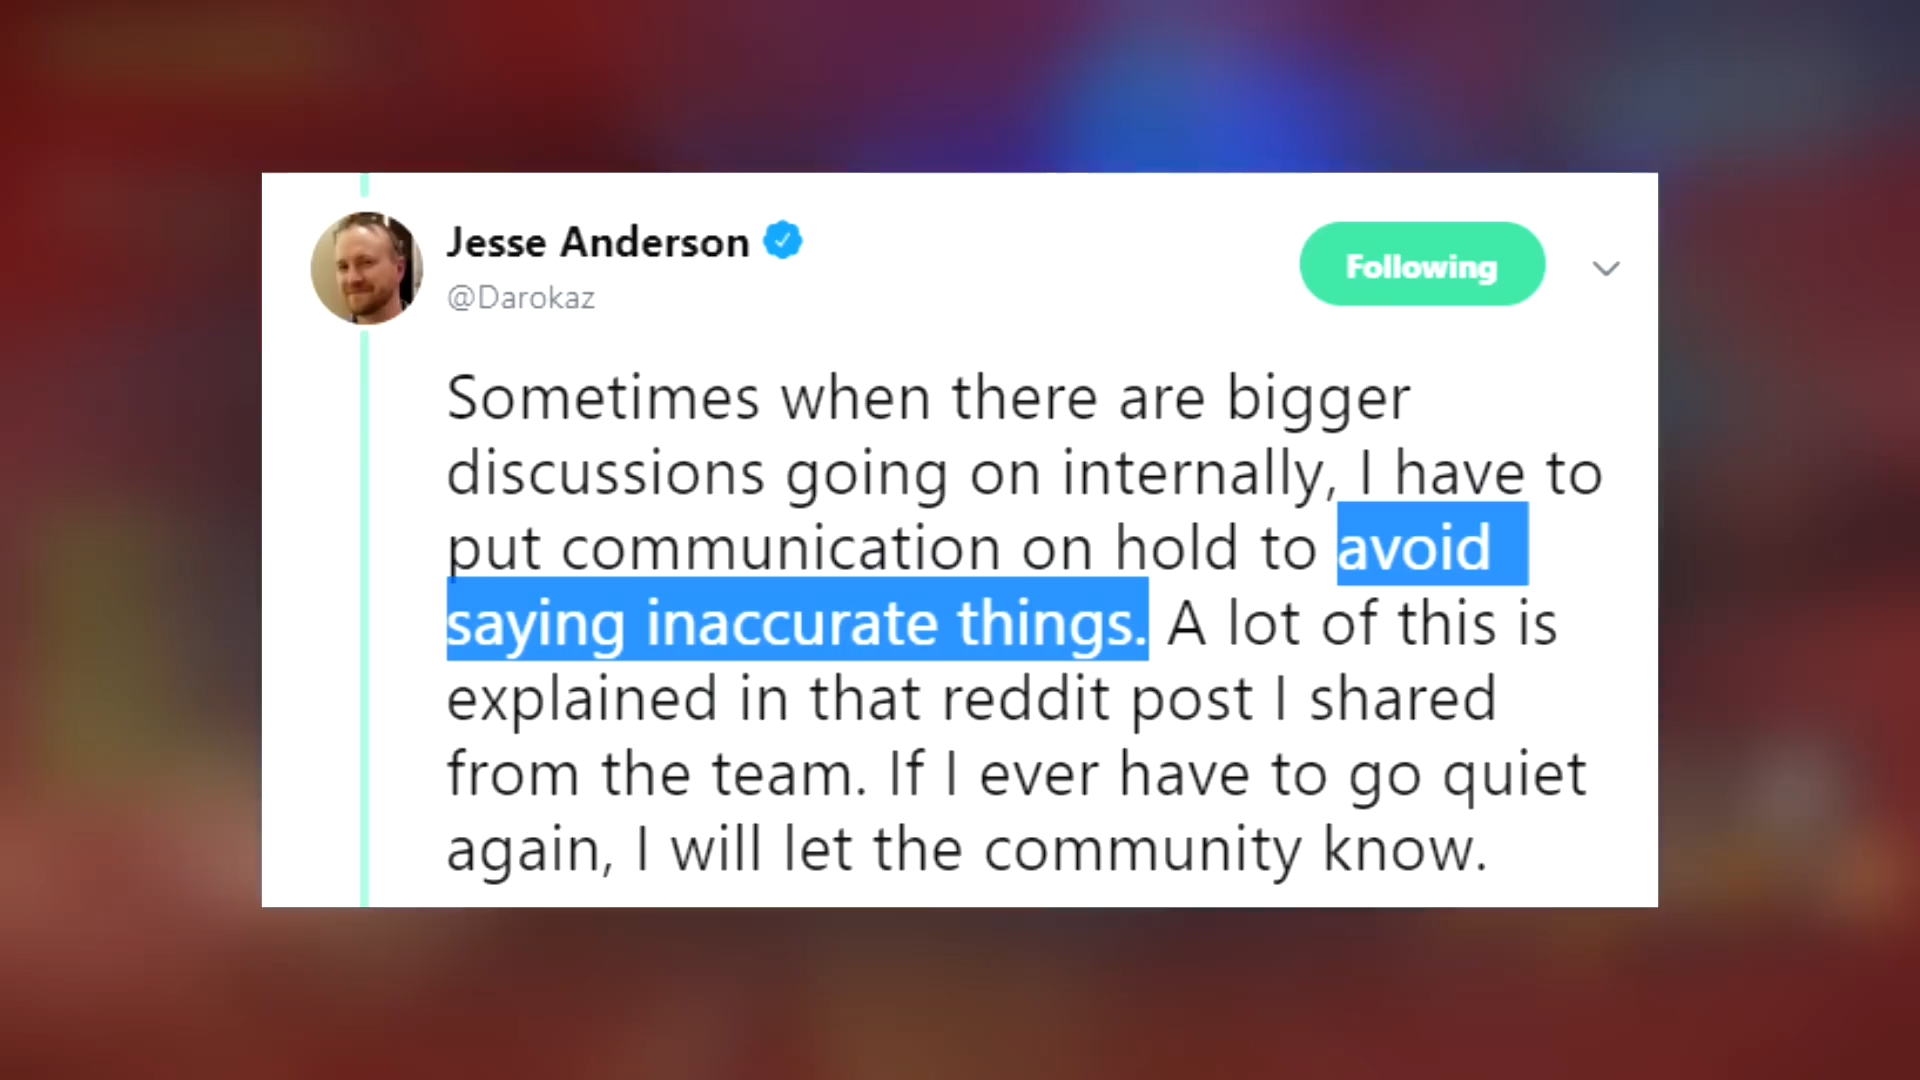 Jesse Anderson
@Darokaz
Following
Sometimes when there are bigger
discussions going on internally, I have to
put communication on hold to avoid
saying inaccurate things. A lot of this is
explained in that reddit post I shared
from the team. If I ever have to go quiet
again, I will let the community know.